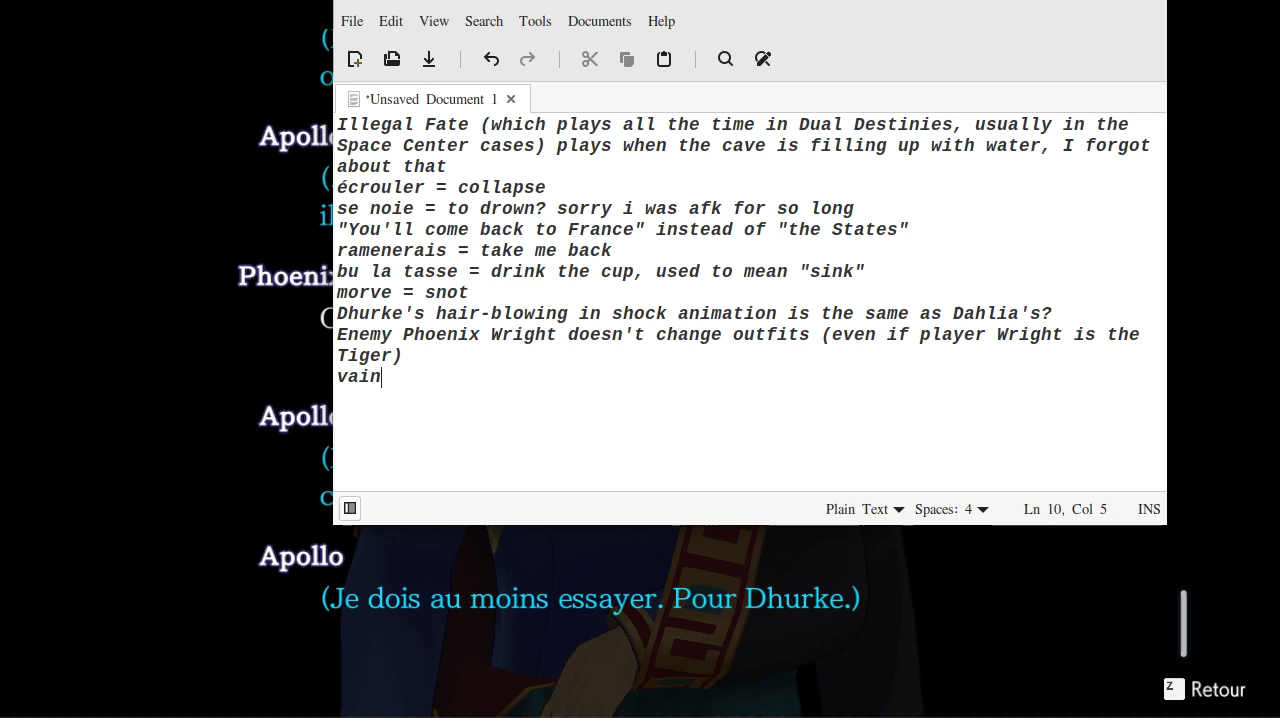 File Edit View Search Tools Documents Help
*Unsaved Document 1
Illegal Fate (which plays all the time in Dual Destinies, usually in the
Space Center cases) plays when the cave is filling up with water, I forgot
about that
écrouler = collapse
se noie = to drown? sorry i was afk for so long
"You'll come back to France" instead of "the States"
ramenerais = take me back
bu la tasse = drink the cup, used to mean "sink"
morve = snot
Dhurke's hair-blowing in shock animation is the same as Dahlia's?
Enemy Phoenix Wright doesn't change outfits (even if player Wright is the
Tiger)
vain
Plain Text Spaces: 4 Ln 10, Col 5 INS
Apollo
(Je dois au moins essayer. Pour Dhurke.)
Z Retour